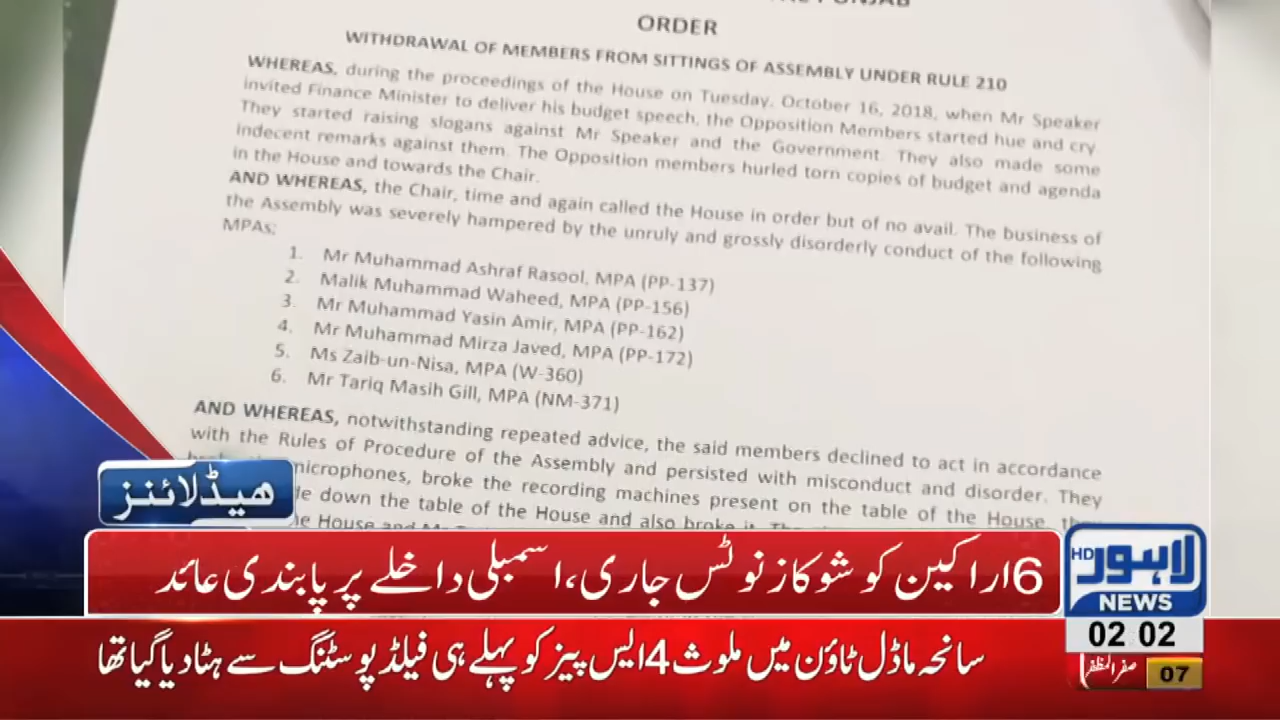 ORDER
WITHDRAWAL OF MEMBERS FROM SITTINGS OF ASSEMBLY UNDER RULE 210
WHEREAS, during the proceedings of the House on Tuesday, October 16, 2018, when Mr Speaker
invited Finance Minister to deliver his budget speech, the Opposition Members started hue and cry.
They started raising slogans against Mr Speaker and the Government. They also made some
indecent remarks against them. The Opposition members hurled torn copies of budget and agenda
in the House and towards the Chair.
AND WHEREAS, the Chair, time and again called the House in order but of no avail. The business of
the Assembly was severely hampered by the unruly and grossly disorderly conduct of the following
MPAs;
1. Mr Muhammad Ashraf Rasool, MPA (PP-137)
2. Malik Muhammad Waheed, MPA (PP-156)
3. Mr Muhammad Yasin Amir, MPA (PP-162)
4. Mr Muhammad Mirza Javed, MPA (PP-172)
5. Ms Zaib-un-Nisa, MPA (W-360)
6. Mr Tariq Masih Gill, MPA (NM-371)
AND WHEREAS, notwithstanding repeated advice, the said members declined to act in accordance
with the Rules of Procedure of the Assembly and persisted with misconduct and disorder. They
microphones, broke the recording machines present on the table of the House, they
down the table of the House and also broke it.
House and
ھیڈلائنز
6اراکین کو شوکاز نوٹس جاری،اسمبلی داخلے پر پابندی عائد
HD لاہور
NEWS
02 02
سانحہ ماڈل ٹاؤن میں ملوث 4ایس پیز کو پہلے ہی فیلڈ پوسٹنگ سے ہٹا دیا گیا تھا
صفر المظفر 07